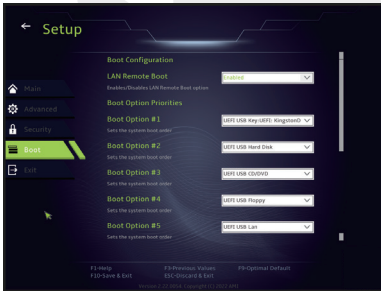 Setup
Boot Configuration
LAN Remote Boot
Enabled
Enables/Disables LAN Remote Boot option
Main
Boot Option Priorities
Advanced
Boot Option #1
UEFI USB Key:UEFI: KingstonD
Sets the system boot order
Security
Boot Option #2
UEFI USB Hard Disk
Sets the system boot order
Boot
Exit
Boot Option #3
UEFI USB CD/DVD
Sets the system boot order
Boot Option #4
UEFI USB Floppy
Sets the system boot order
Boot Option #5
UEFI USB Lan
Sets the system boot order
F1-Help
F3-Previous Values
F9-Optimal Default
F10-Save & Exit
ESC-Discard & Exit